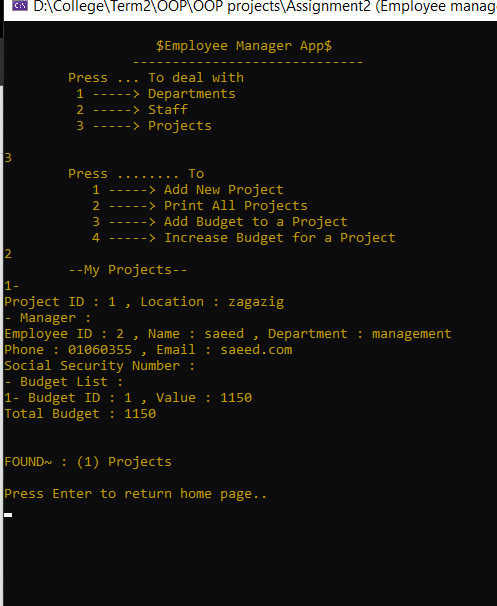 D:\College\Term2\OOP\OOP projects\Assignment2 (Employee manag
$Employee Manager App$
-----------------------------
Press ... To deal with
1 -----> Departments
2 -----> Staff
3 -----> Projects
3
Press ........ To
1 -----> Add New Project
2 -----> Print All Projects
3 -----> Add Budget to a Project
4 -----> Increase Budget for a Project
2
--My Projects--
1-
Project ID : 1 , Location : zagazig
- Manager :
Employee ID : 2 , Name : saeed , Department : management
Phone : 01060355 , Email : saeed.com
Social Security Number :
- Budget List :
1- Budget ID : 1 , Value : 1150
Total Budget : 1150
FOUND~ : (1) Projects
Press Enter to return home page..